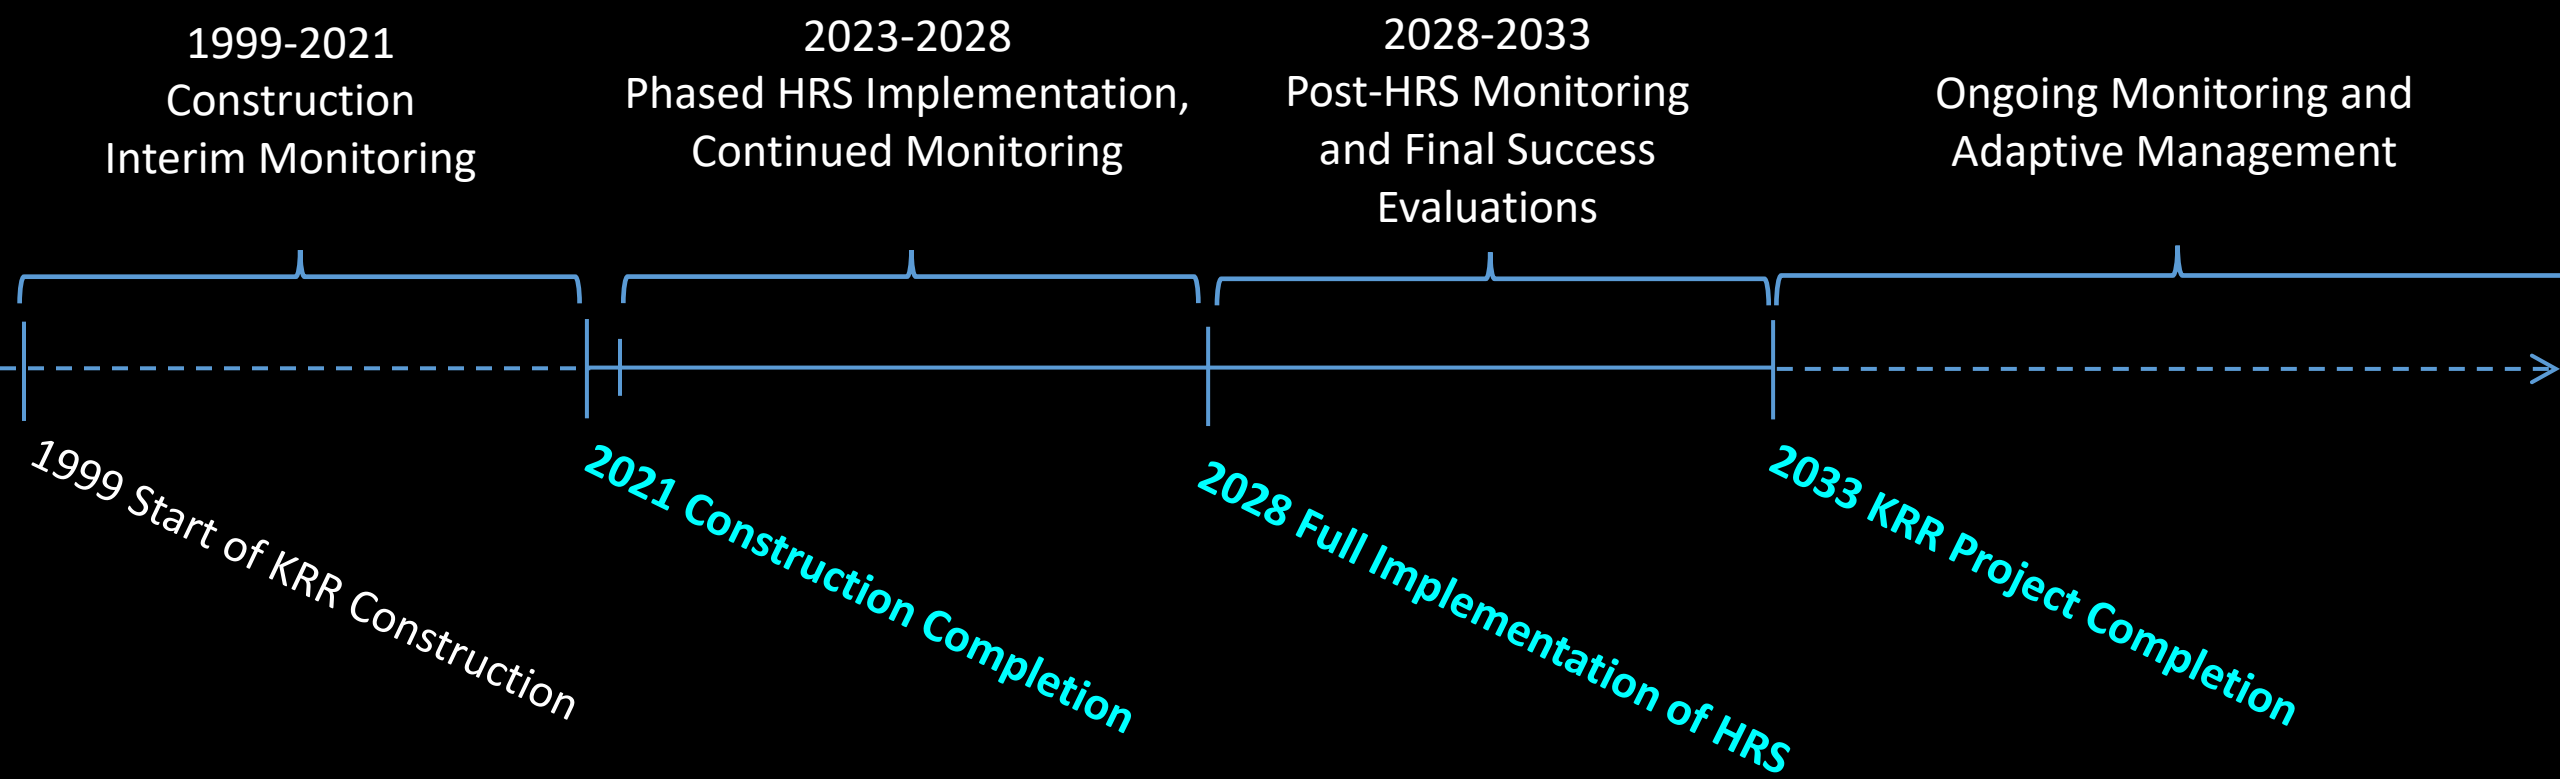 1999-2021
Construction
Interim Monitoring
2023-2028
Phased HRS Implementation,
Continued Monitoring
2028-2033
Post-HRS Monitoring
and Final Success
Evaluations
Ongoing Monitoring and
Adaptive Management
1999 Start of KRR Construction
2021 Construction Completion
2028 Full Implementation of HRS
2033 KRR Project Completion